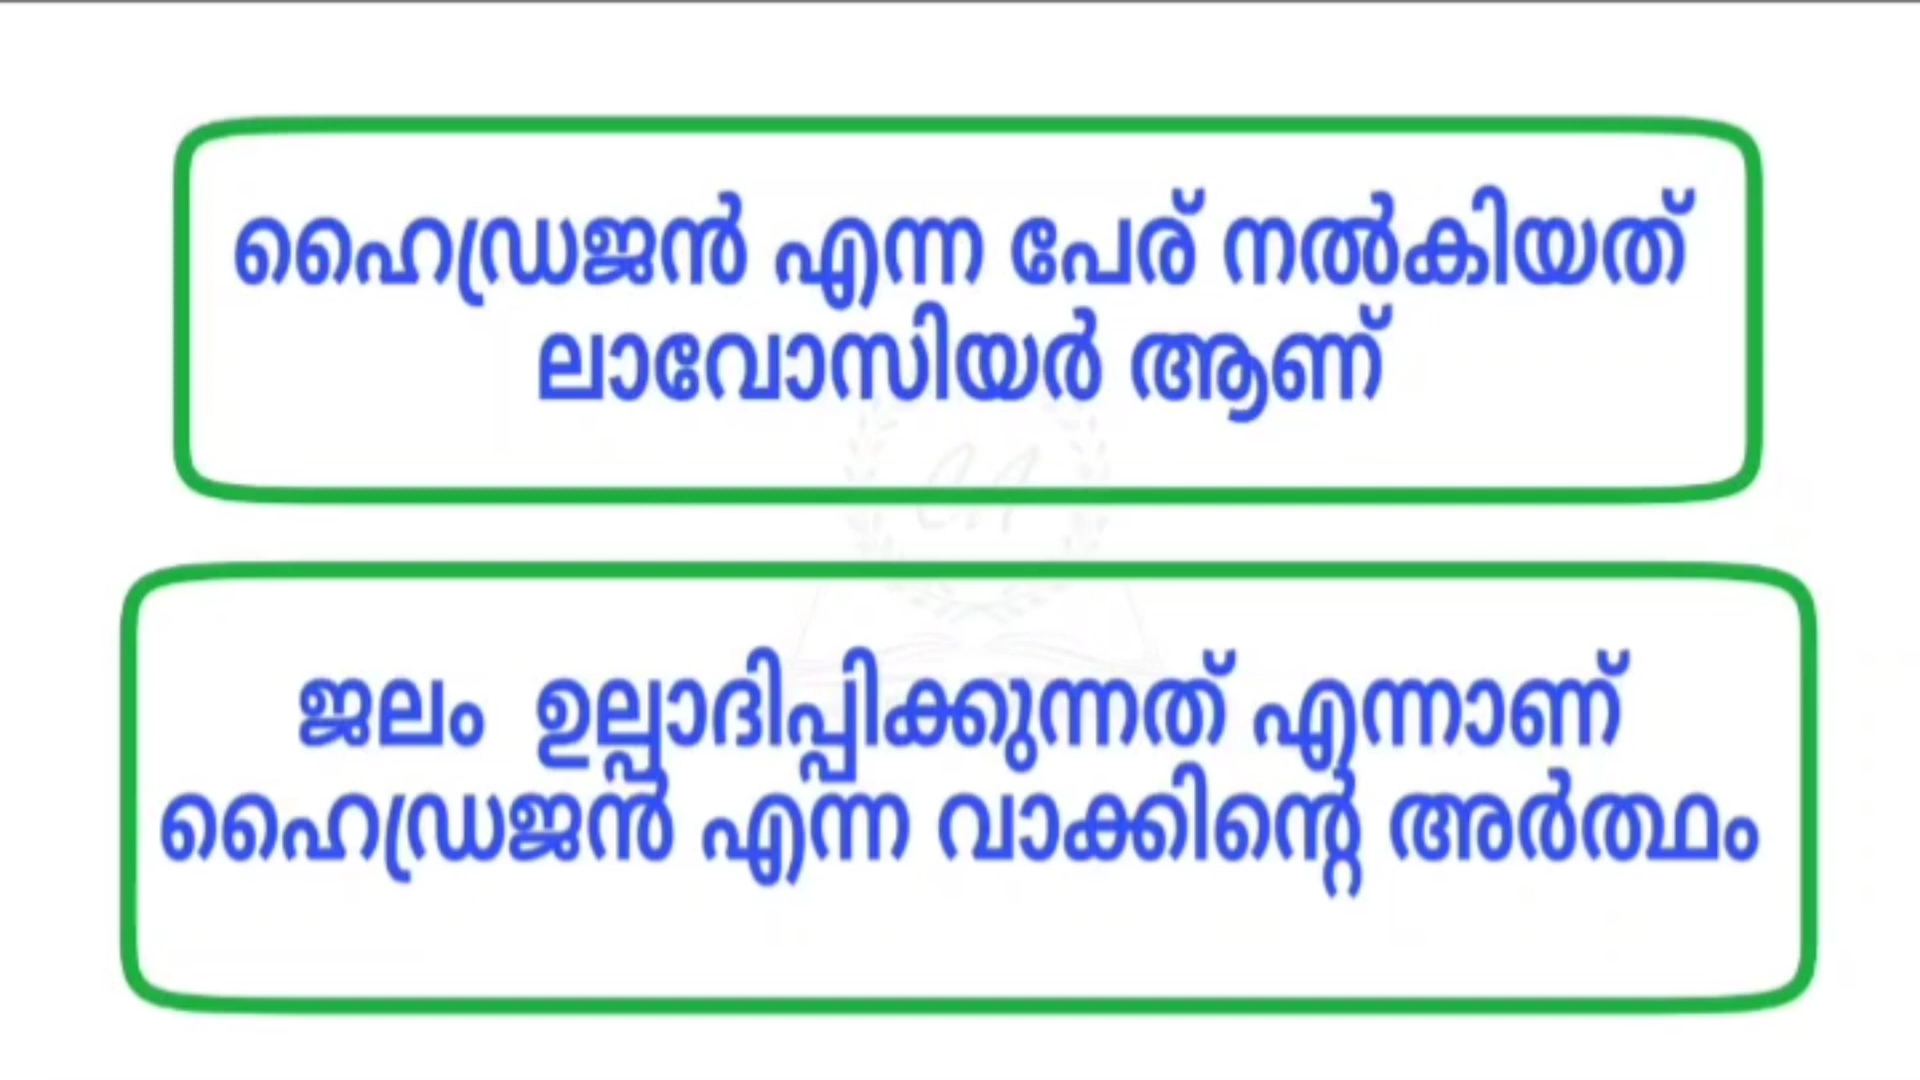 ഹൈഡ്രജൻ എന്ന പേര് നൽകിയത്
ലാവോസിയർ ആണ്
ജലം ഉല്പാദിപ്പിക്കുന്നത് എന്നാണ്
ഹൈഡ്രജൻ എന്ന വാക്കിന്റെ അർത്ഥം